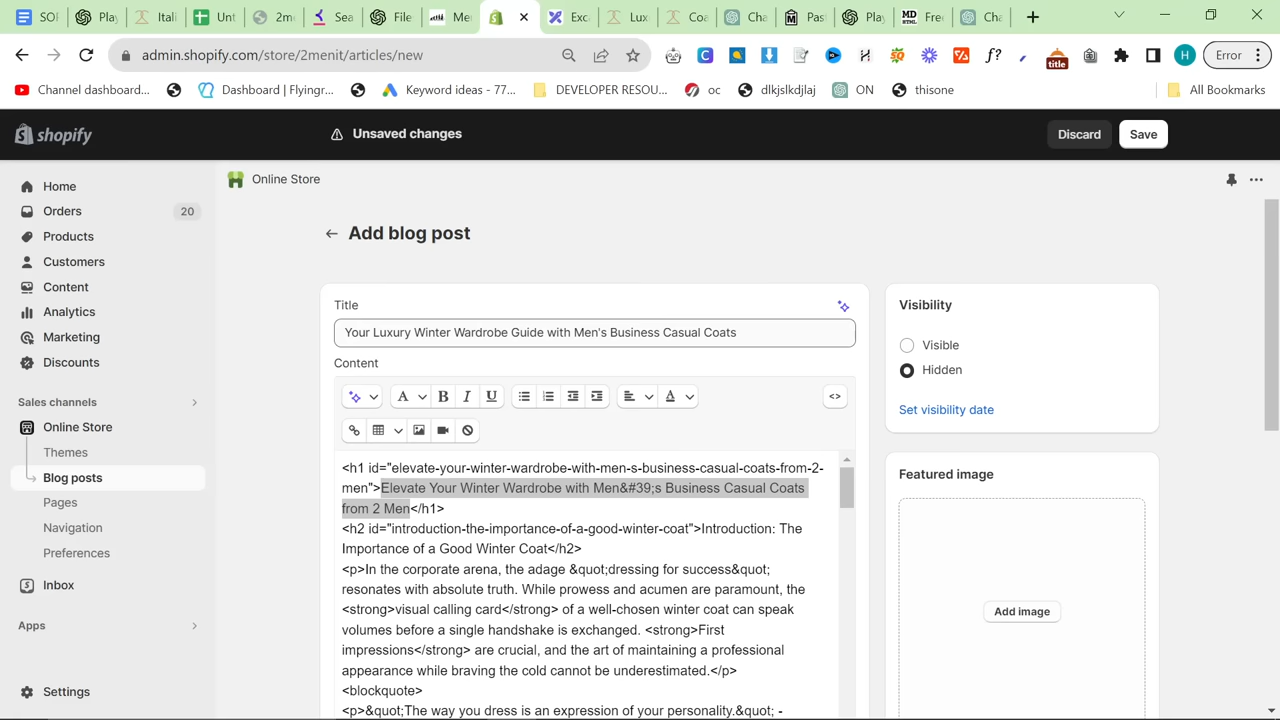 SOI
Play
Itali
Unt
2me
Sea
File
Me
Exc
Lux
Co
Cha
Pas
Play
Fre
Cha
admin.shopify.com/store/2menit/articles/new
Error
Channel dashboard...
Dashboard | Flyingr...
Keyword ideas - 77...
DEVELOPER RESOU...
oc
dlkjslkdjlaj
ON
thisone
All Bookmarks
shopify
Unsaved changes
Discard
Save
Home
Orders 20
Products
Customers
Content
Analytics
Marketing
Discounts
Sales channels
Online Store
Themes
Blog posts
Pages
Navigation
Preferences
Inbox
Apps
Settings
Online Store
Add blog post
Title
Your Luxury Winter Wardrobe Guide with Men's Business Casual Coats
Content
<h1 id="elevate-your-winter-wardrobe-with-men-s-business-casual-coats-from-2-
men">Elevate Your Winter Wardrobe with Men&#39;s Business Casual Coats
from 2 Men</h1>
<h2 id="introduction-the-importance-of-a-good-winter-coat">Introduction: The
Importance of a Good Winter Coat</h2>
<p>In the corporate arena, the adage &quot;dressing for success&quot;
resonates with absolute truth. While prowess and acumen are paramount, the
<strong>visual calling card</strong> of a well-chosen winter coat can speak
volumes before a single handshake is exchanged. <strong>First
impressions</strong> are crucial, and the art of maintaining a professional
appearance while braving the cold cannot be underestimated.</p>
<blockquote>
<p>&quot;The way you dress is an expression of your personality.&quot; -
Visibility
Visible
Hidden
Set visibility date
Featured image
Add image